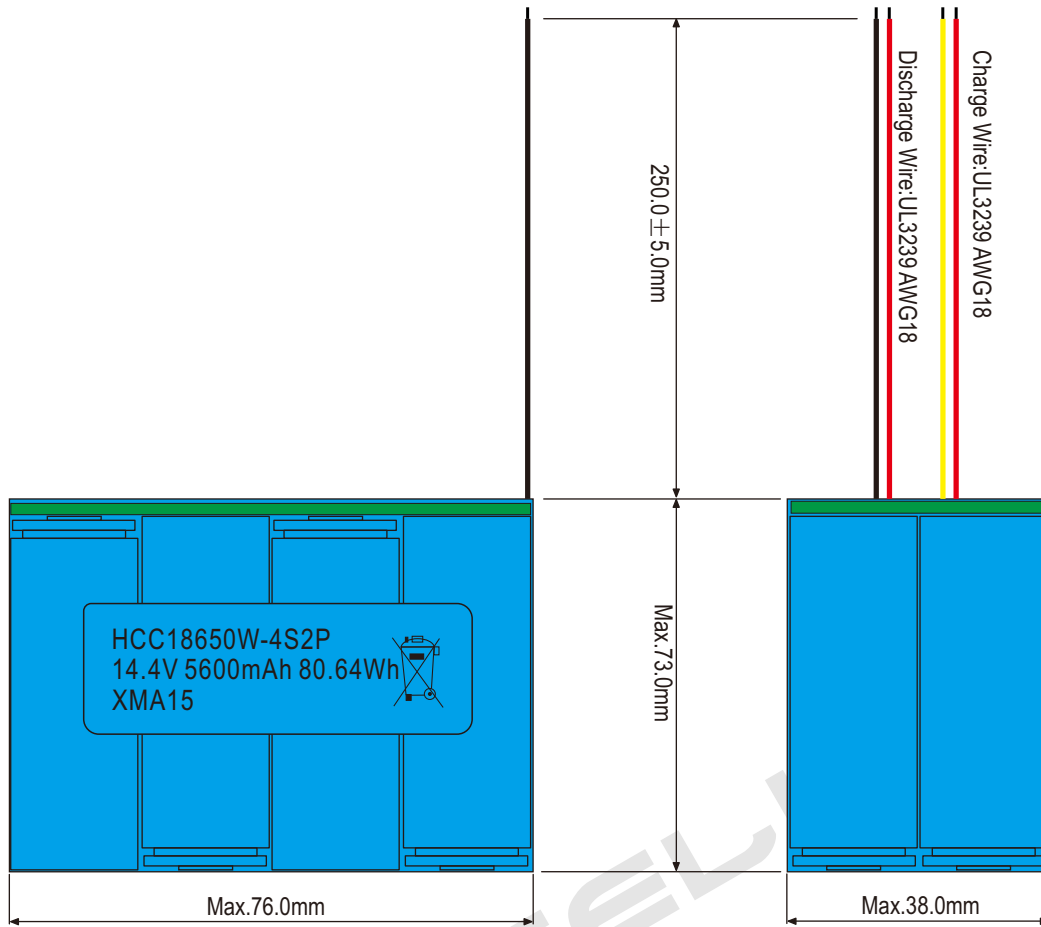 Charge Wire:UL3239 AWG18
Discharge Wire:UL3239 AWG18
250.0±5.0mm
HCC18650W-4S2P
14.4V 5600mAh 80.64Wh
XMA15
Max.73.0mm
Max.76.0mm
Max.38.0mm